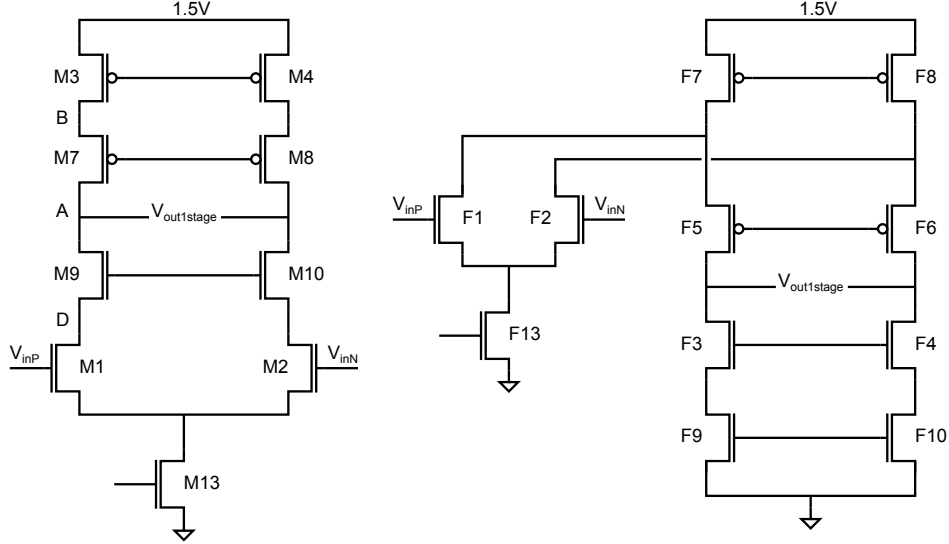 1.5V
M3
M4
B
M7
M8
A
Vout1stage
M9
M10
D
VinP
M1
M2
VinN
M13
1.5V
F7
F8
VinP
F1
F2
VinN
F5
F6
Vout1stage
F13
F3
F4
F9
F10